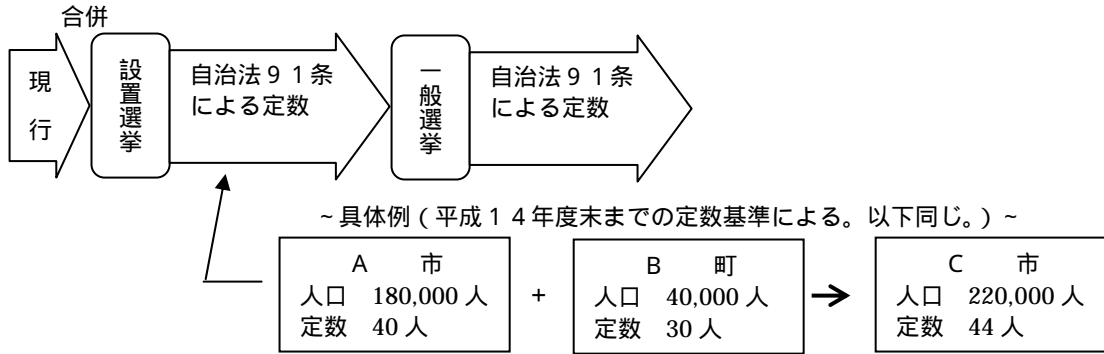 合併
現行
設置選挙
自治法９１条
による定数
一般選挙
自治法９１条
による定数
~具体例（平成１４年度末までの定数基準による。以下同じ。）~
A 市
人口 180,000 人
定数 40 人
+
B 町
人口 40,000 人
定数 30 人
C 市
人口 220,000 人
定数 44 人